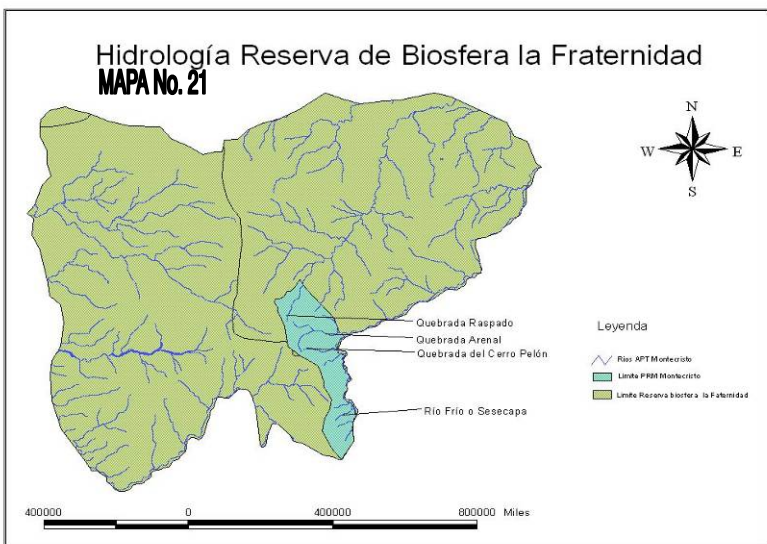 Hidrología Reserva de Biosfera la Fraternidad
MAPA No. 21
N
W E
S
Quebrada Raspado
Quebrada Arenal
Quebrada del Cerro Pelón
Río Frío o Sesecapa
Leyenda
Rios APT Montecristo
Limite PRM Montecristo
Limite Reserva biosfera la Faternidad
400000 0 400000 800000 Miles